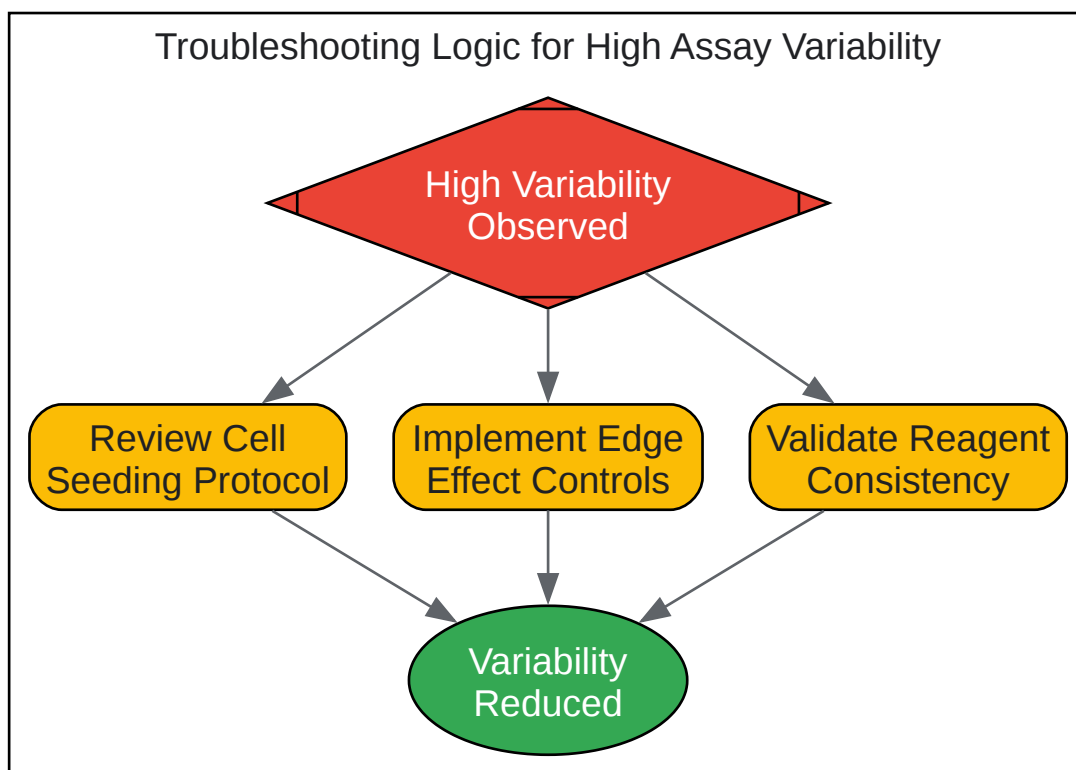 Troubleshooting Logic for High Assay Variability
High Variability
Observed
Review Cell
Seeding Protocol
Implement Edge
Effect Controls
Validate Reagent
Consistency
Variability
Reduced